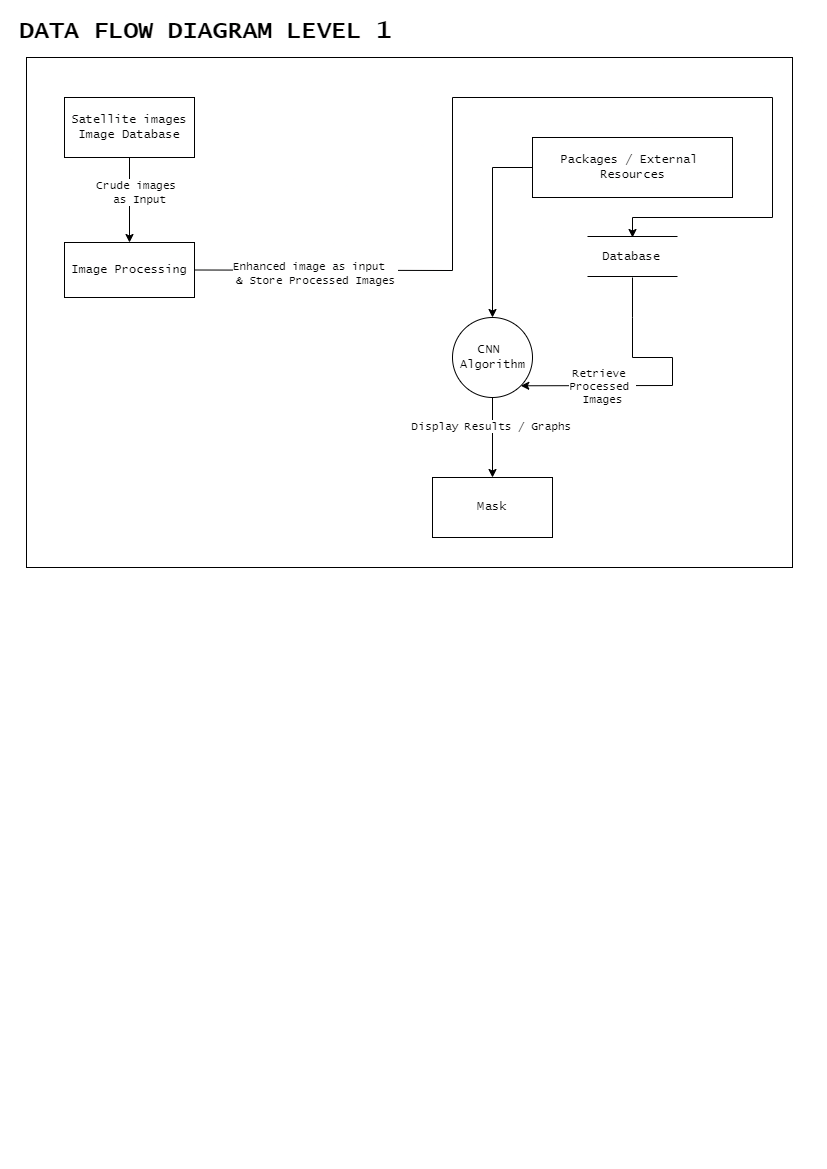 DATA FLOW DIAGRAM LEVEL 1
Satellite images
Image Database
Crude images
as Input
Image Processing
Enhanced image as input
& Store Processed Images
Packages / External
Resources
Database
CNN
Algorithm
Retrieve
Processed
Images
Display Results / Graphs
Mask